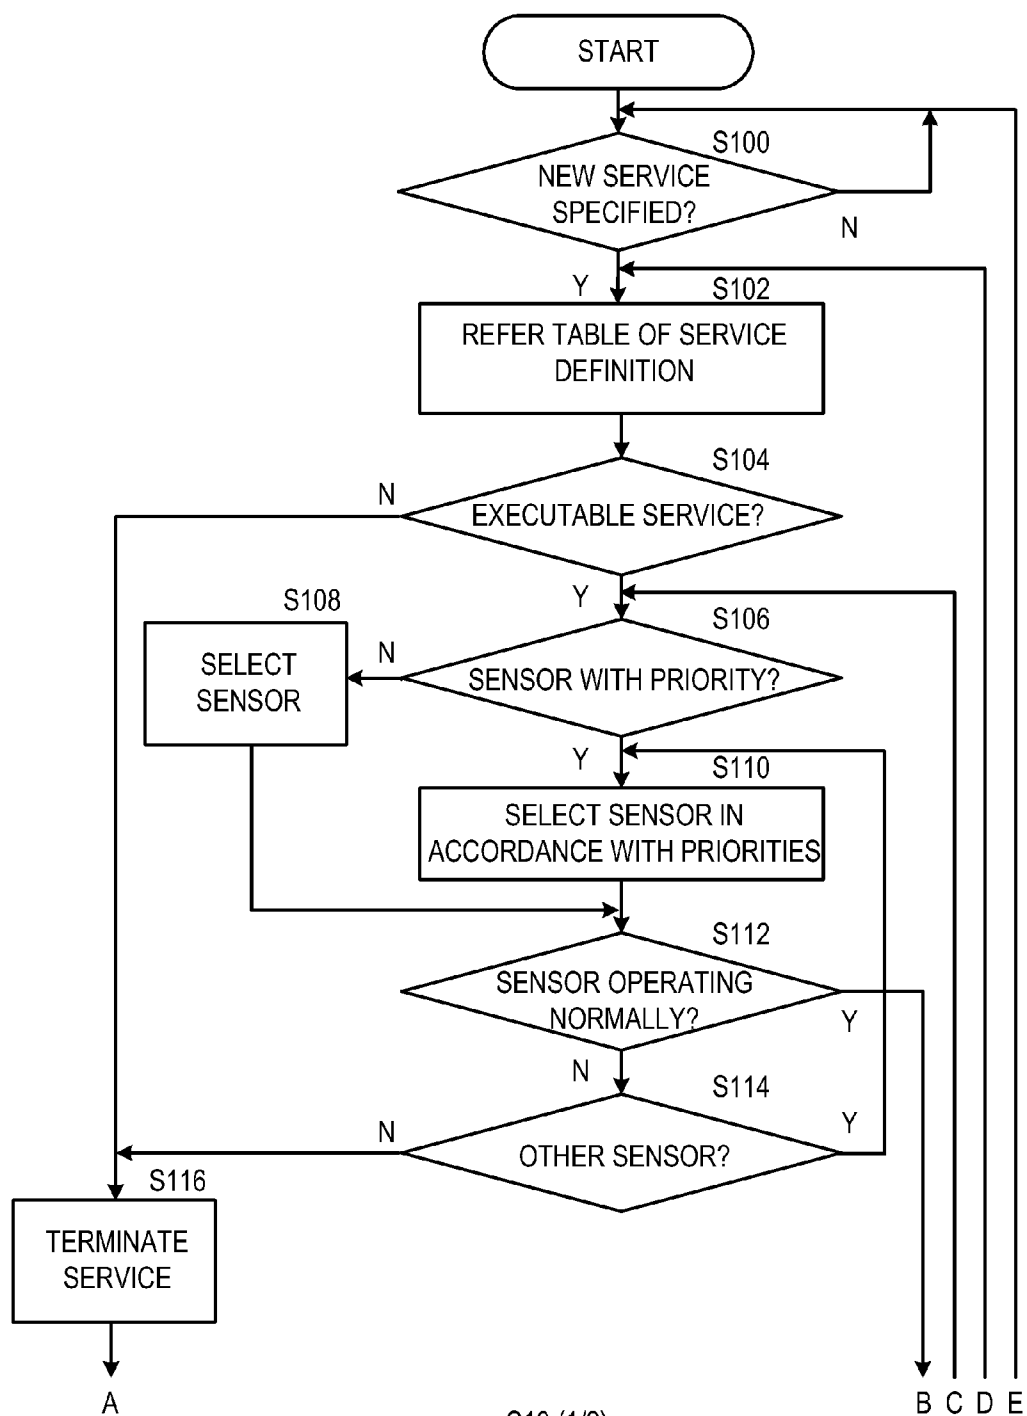 START
S100
NEW SERVICE
SPECIFIED?
N
Y
S102
REFER TABLE OF SERVICE
DEFINITION
S104
N
EXECUTABLE SERVICE?
Y
S108
S106
SELECT
SENSOR
N
SENSOR WITH PRIORITY?
Y
S110
SELECT SENSOR IN
ACCORDANCE WITH PRIORITIES
S112
SENSOR OPERATING
NORMALLY?
Y
N
S114
N
Y
OTHER SENSOR?
S116
TERMINATE
SERVICE
A
B C D E